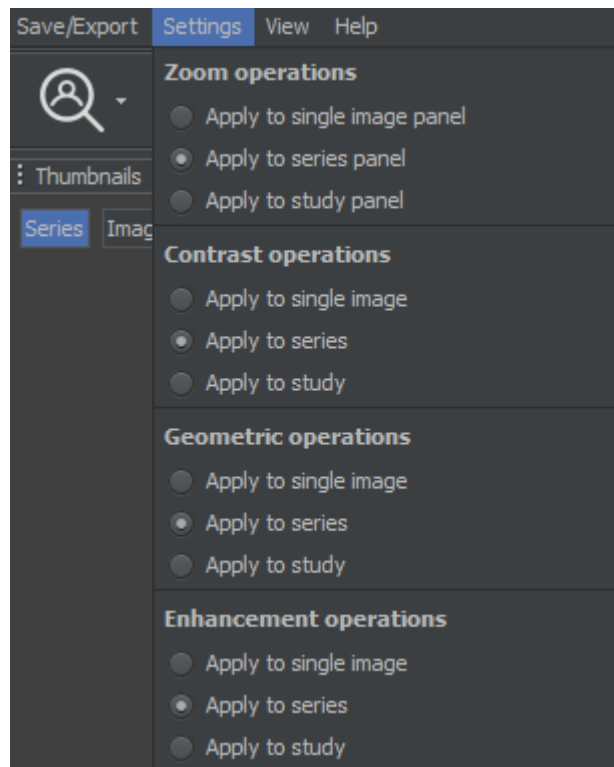 Save/Export Settings View Help
Zoom operations
Apply to single image panel
Apply to series panel
Apply to study panel
Thumbnails
Series Imag
Contrast operations
Apply to single image
Apply to series
Apply to study
Geometric operations
Apply to single image
Apply to series
Apply to study
Enhancement operations
Apply to single image
Apply to series
Apply to study